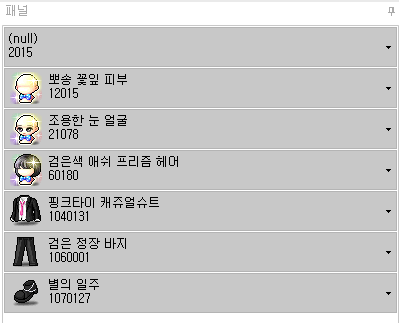 패널
(null)
2015
뽀송 꽃잎 피부
12015
조용한 눈 얼굴
21078
검은색 애쉬 프리즘 헤어
60180
핑크타이 캐쥬얼슈트
1040131
검은 정장 바지
1060001
별의 일주
1070127